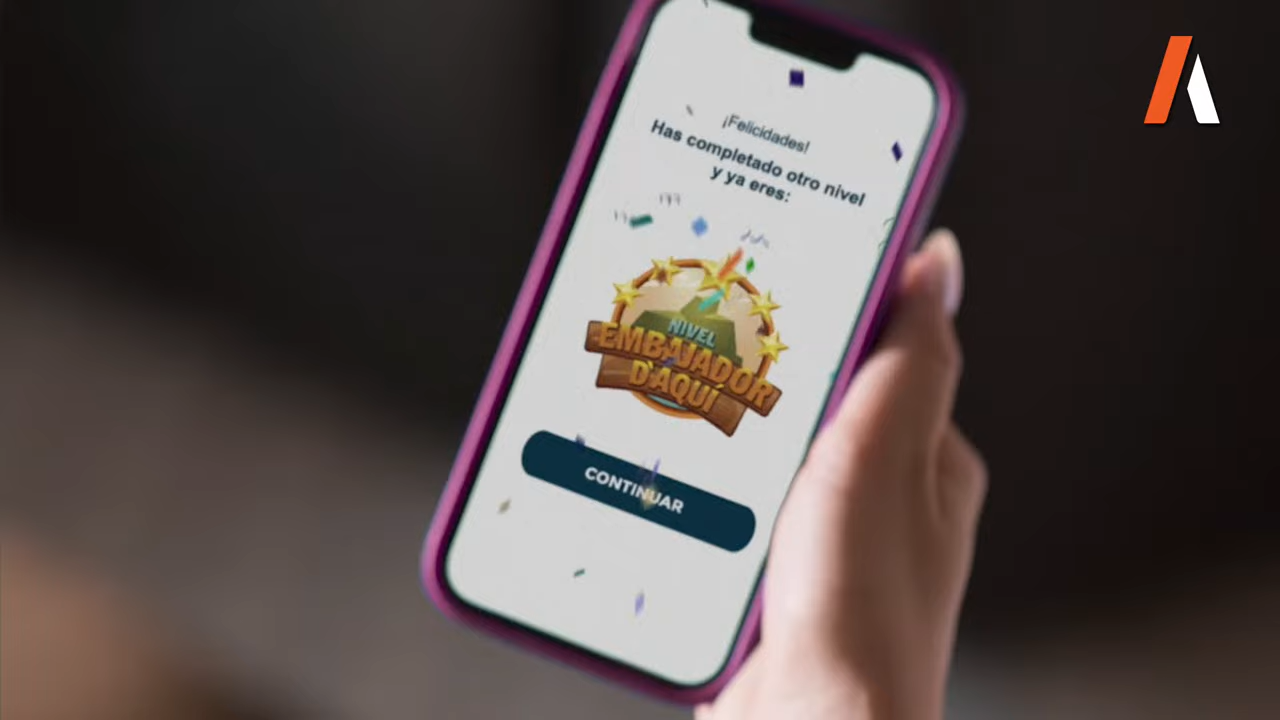 ¡Felicidades!
Has completado otro nivel
y ya eres:
NIVEL
EMBAJADOR
D'AQUÍ
CONTINUAR